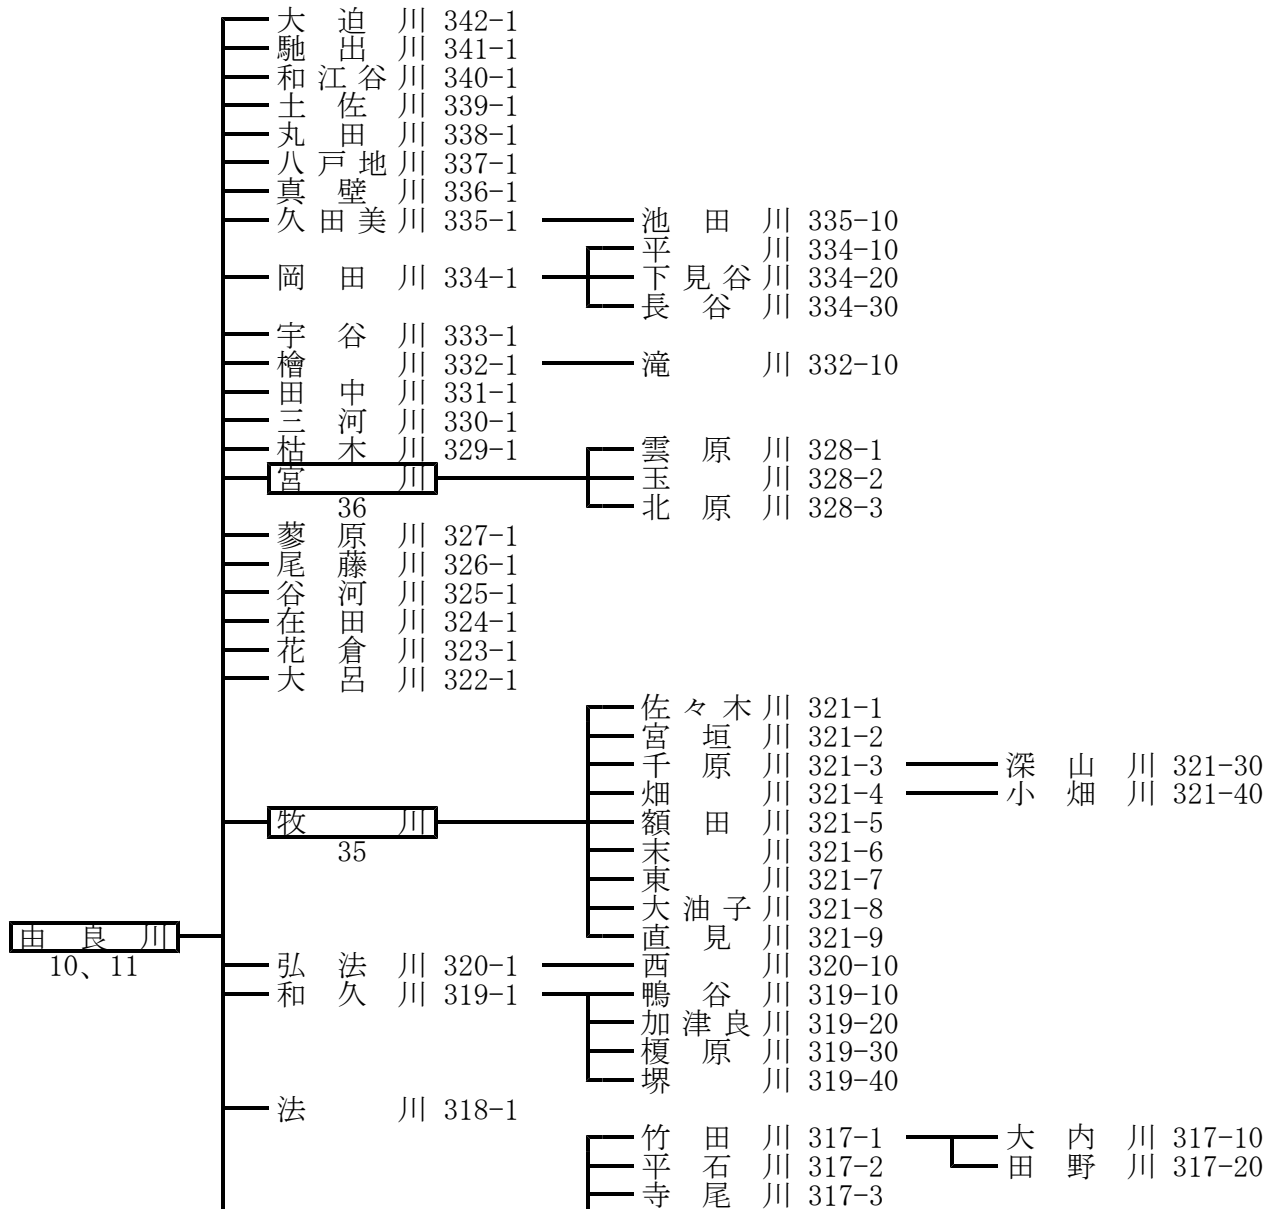 大迫川 342-1
馳出川 341-1
和江谷川 340-1
土佐川 339-1
丸田川 338-1
八戸地川 337-1
真壁川 336-1
久田美川 335-1 池田川 335-10
平川 334-10
岡田川 334-1 下見谷川 334-20
長谷川 334-30
宇谷川 333-1
檜川 332-1 滝川 332-10
田中川 331-1
三河川 330-1
枯木川 329-1 雲原川 328-1
宮川 玉川 328-2
36 北原川 328-3
蓼原川 327-1
尾藤川 326-1
谷河川 325-1
在田川 324-1
花倉川 323-1
大呂川 322-1
佐々木川 321-1
宮垣川 321-2
千原川 321-3 深山川 321-30
畑川 321-4 小畑川 321-40
牧川 額田川 321-5
35 末川 321-6
東川 321-7
大油子川 321-8
由良川 直見川 321-9
10、11 弘法川 320-1 西川 320-10
和久川 319-1 鴨谷川 319-10
加津良川 319-20
榎原川 319-30
堺川 319-40
法川 318-1
竹田川 317-1 大内川 317-10
平石川 317-2 田野川 317-20
寺尾川 317-3